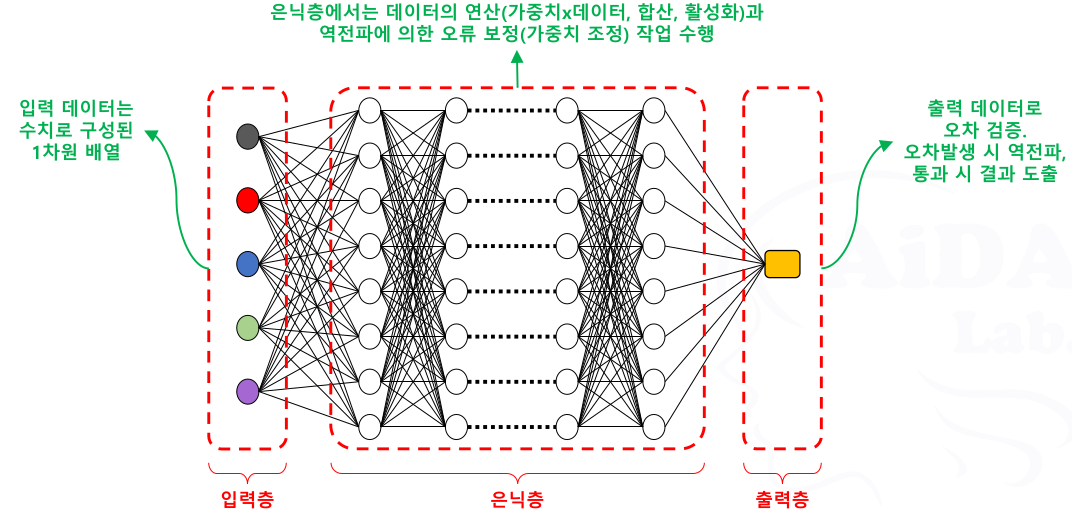 은닉층에서는 데이터의 연산(가중치x데이터, 합산, 활성화)과
역전파에 의한 오류 보정(가중치 조정) 작업 수행
입력 데이터는
수치로 구성된
1차원 배열
출력 데이터로
오차 검증.
오차발생 시 역전파,
통과 시 결과 도출
AiDA
Lab.
입력층
은닉층
출력층